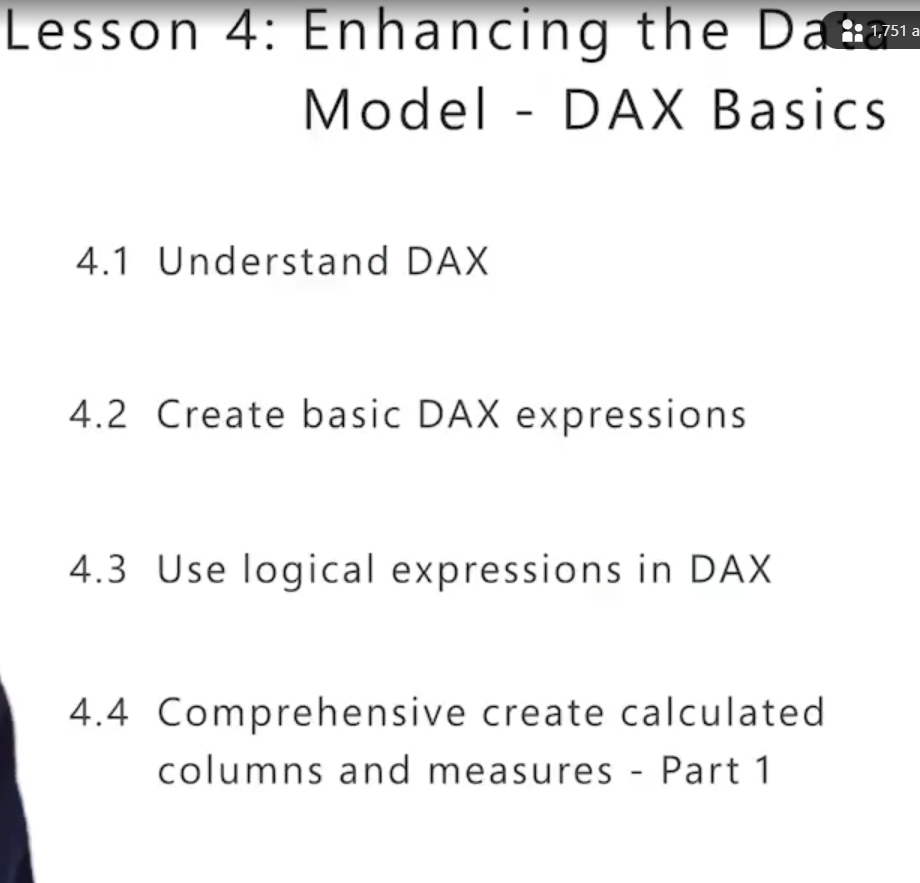 Lesson 4: Enhancing the Data
Model - DAX Basics
1,751 a
4.1 Understand DAX
4.2 Create basic DAX expressions
4.3 Use logical expressions in DAX
4.4 Comprehensive create calculated
columns and measures - Part 1